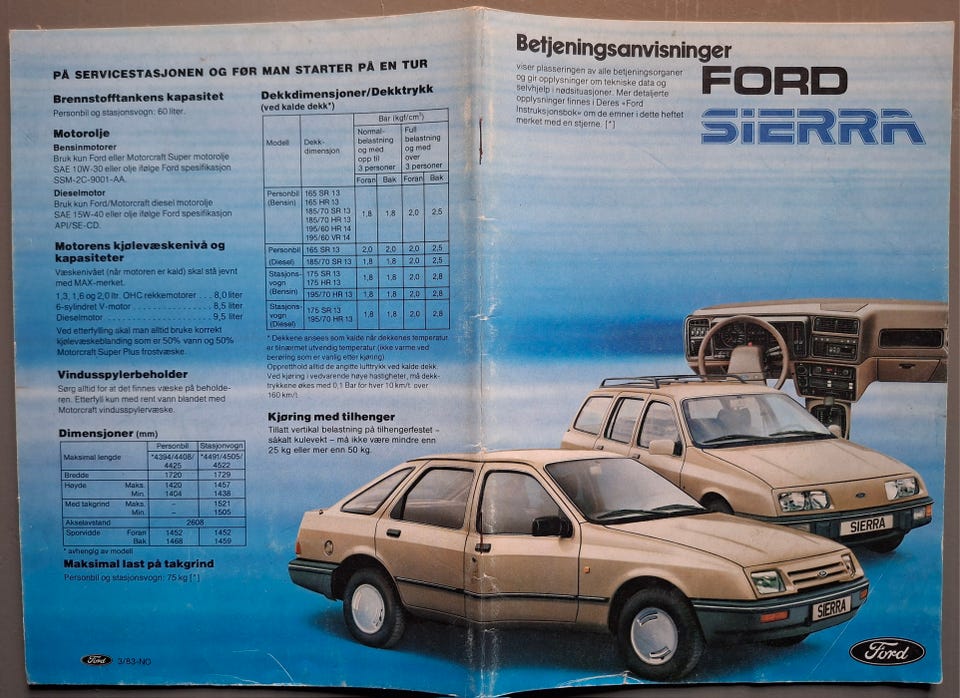 PÅ SERVICESTASJONEN OG FØR MAN STARTER PÅ EN TUR
Brennstofftankens kapasitet
Personbil og stasjonsvogn: 60 liter.
Motorolje
Bensinmotorer
Bruk kun Ford eller Motorcraft Super motorolje
SAE 10W-30 eller olje ifølge Ford spesifikasjon
SSM-2C-9001-AA.
Dieselmotor
Bruk kun Ford/Motorcraft diesel motorolje
SAE 15W-40 eller olje ifølge Ford spesifikasjon
API/SE-CD.
Motorens kjølevæskenivå og
kapasiteter
Væskenivået (når motoren er kald) skal stå jevnt
med MAX-merket.
1,3, 1,6 og 2,0 ltr. OHC rekkemotorer . . . 8,0 liter
6-sylindret V-motor . . . . . . . . . . . . . . . . 8,5 liter
Dieselmotor . . . . . . . . . . . . . . . . . . . . . 9,5 liter
Ved etterfylling skal man alltid bruke korrekt
kjølevæskeblanding som er 50% vann og 50%
Motorcraft Super Plus frostvæske.
Vindusspylerbeholder
Sørg alltid for at det finnes væske på beholde-
ren. Etterfyll kun med rent vann blandet med
Motorcraft vindusspylervæske.
Dimensjoner (mm)
Personbil Stasjonsvogn
Maksimal lengde *4394/4408/ 4425 *4491/4505/ 4522
Bredde 1720 1729
Høyde Maks. 1420 1457
Min. 1404 1438
Med takgrind Maks. – 1521
Min. – 1505
Akselavstand 2608
Sporvidde Foran 1452 1452
Bak 1468 1459
* avhengig av modell
Maksimal last på takgrind
Personbil og stasjonsvogn: 75 kg [*]
Ford 3/83-NO
Dekkdimensjoner/Dekktrykk
(ved kalde dekk*)
Bar (kgf/cm²)
Modell Dekk-dimensjon Normal-belastning og med opp til 3 personer Full belastning og med over 3 personer
Foran Bak Foran Bak
Personbil (Bensin) 165 SR 13
165 HR 13
185/70 SR 13
185/70 HR 13
195/60 HR 14
195/60 VR 14
1,8 1,8 2,0 2,5
Personbil 165 SR 13 2,0 2,0 2,0 2,5
(Diesel) 185/70 SR 13 1,8 1,8 2,0 2,5
Stasjons-vogn (Bensin) 175 SR 13
175 HR 13
1,8 1,8 2,0 2,8
195/70 HR 13 1,8 1,8 2,0 2,8
Stasjons-vogn (Diesel) 175 SR 13
195/70 HR 13
1,8 1,8 2,0 2,8
* Dekkene ansees som kalde når dekkenes temperatur
er tilnærmet utvendig temperatur (ikke varme ved
berøring som er vanlig etter kjøring)
Oppretthold alltid de angitte lufttrykk ved kalde dekk.
Ved kjøring i vedvarende høye hastigheter, må dekk-
trykkene økes med 0,1 Bar for hver 10 km/t. over
160 km/t
Kjøring med tilhenger
Tillatt vertikal belastning på tilhengerfestet –
såkalt kulevekt – må ikke være mindre enn
25 kg eller mer enn 50 kg.
Betjeningsanvisninger
viser plasseringen av alle betjeningsorganer
og gir opplysninger om tekniske data og
selvhjelp i nødsituasjoner. Mer detaljerte
opplysninger finnes i Deres «Ford
Instruksjonsbok» om de emner i dette heftet
merket med en stjerne. [*]
FORD
SIERRA
SIERRA
SIERRA
Ford